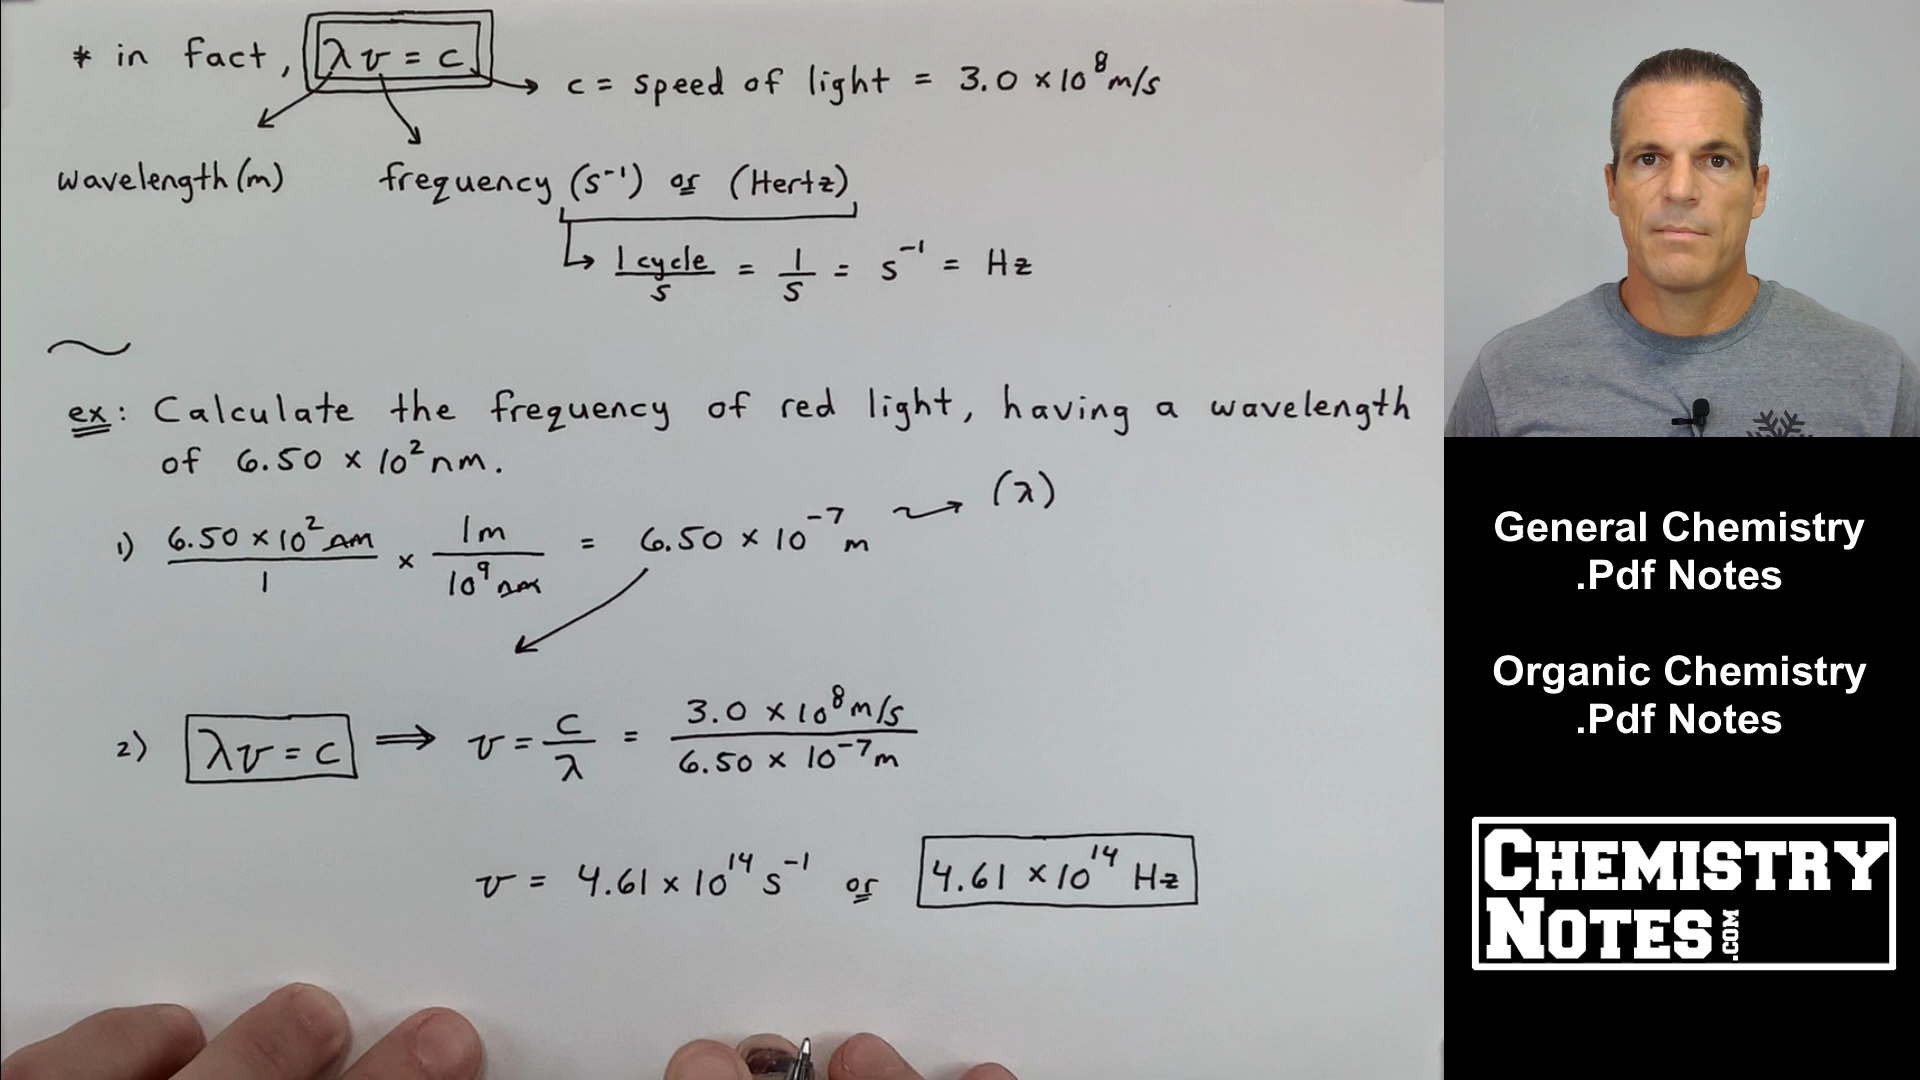 * in fact, λν = c
c = speed of light = 3.0 × 10⁸ m/s
wavelength (m) frequency (s⁻¹) or (Hertz)
1 cycle/s = 1/s = s⁻¹ = Hz
ex: Calculate the frequency of red light, having a wavelength
of 6.50 × 10² nm.
1) 6.50 × 10² nm/1 × 1 m/10⁹ nm = 6.50 × 10⁻⁷ m (λ)
2) λν = c ⟹ ν = c/λ = 3.0 × 10⁸ m/s / 6.50 × 10⁻⁷ m
ν = 4.61 × 10¹⁴ s⁻¹ or 4.61 × 10¹⁴ Hz
General Chemistry
.Pdf Notes
Organic Chemistry
.Pdf Notes
CHEMISTRY
NOTES.COM